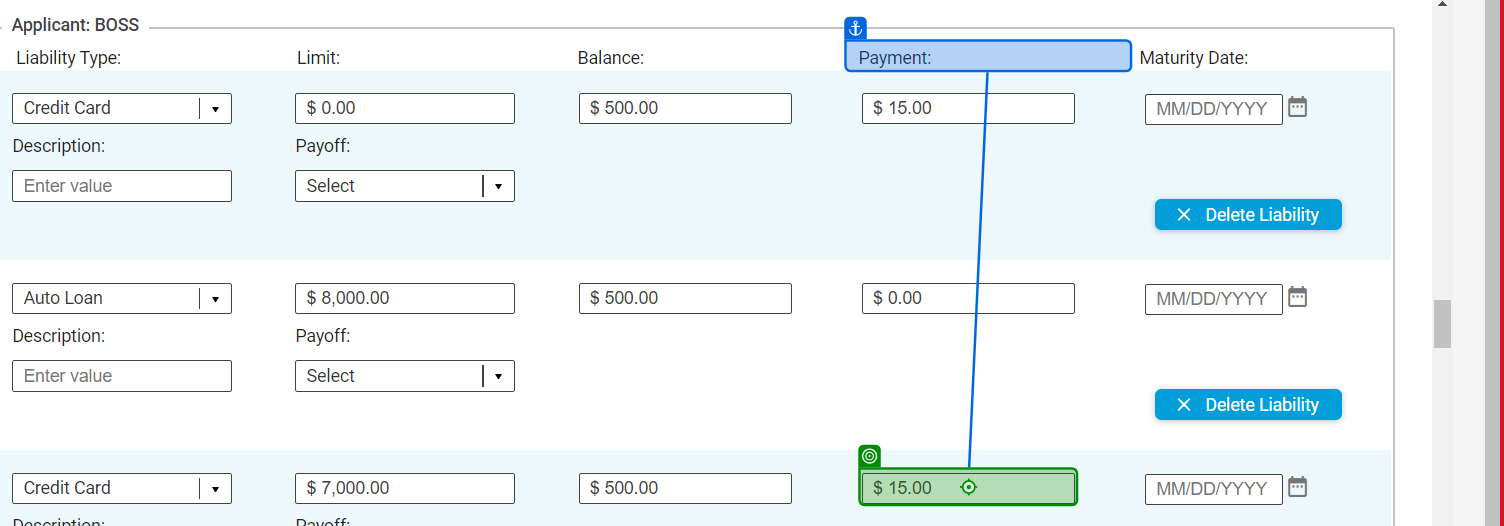 Applicant: BOSS
Liability Type: Limit: Balance: Payment: Maturity Date:
Credit Card $ 0.00 $ 500.00 $ 15.00 MM/DD/YYYY
Description: Payoff:
Enter value Select
Delete Liability
Auto Loan $ 8,000.00 $ 500.00 $ 0.00 MM/DD/YYYY
Description: Payoff:
Enter value Select
Delete Liability
Credit Card $ 7,000.00 $ 500.00 $ 15.00 MM/DD/YYYY
Description: Payoff: